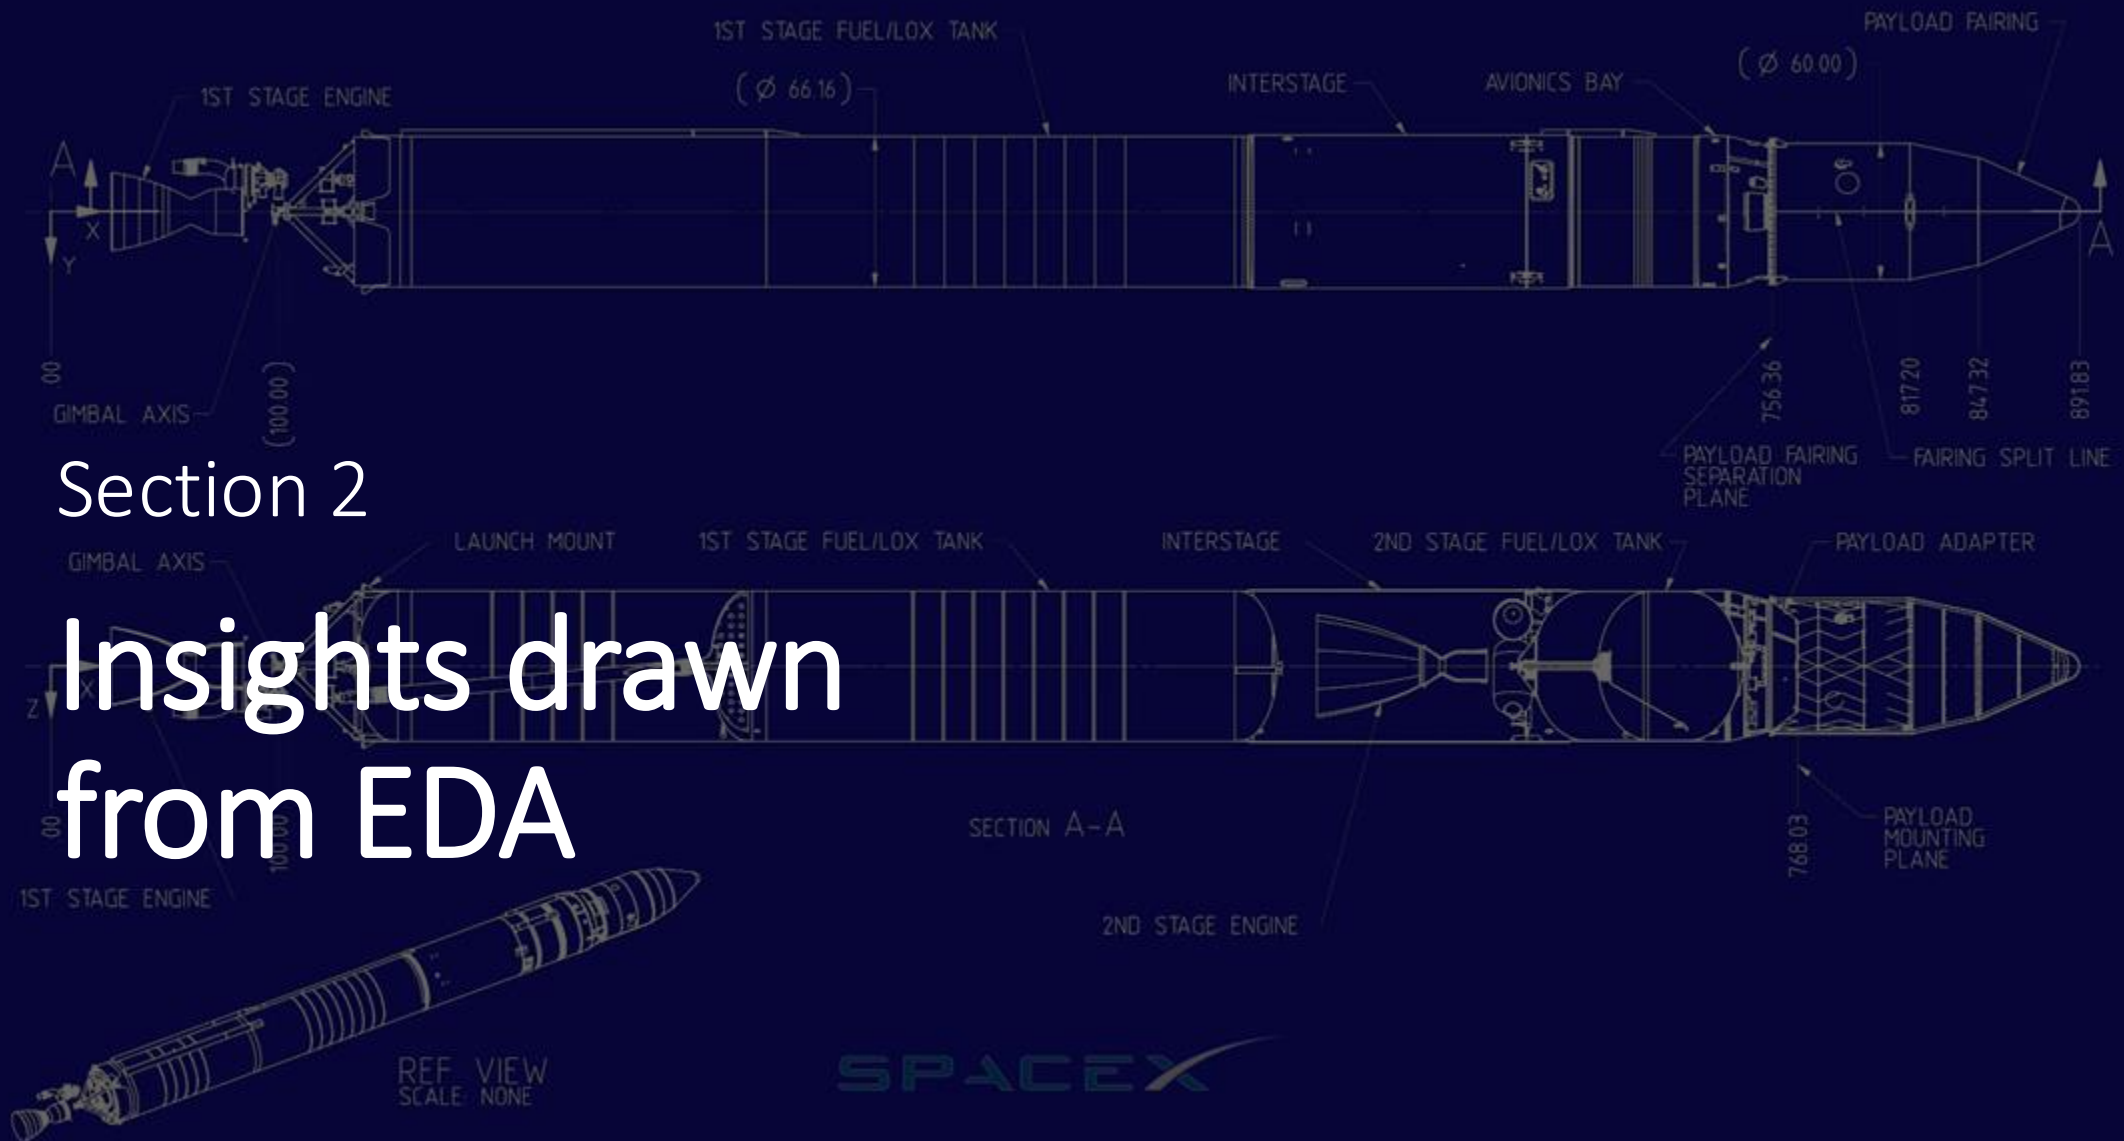 1ST STAGE FUEL/LOX TANK
PAYLOAD FAIRING
(Ø 66.16)
(Ø 60.00)
1ST STAGE ENGINE
INTERSTAGE
AVIONICS BAY
A
X
Y
A
.00
GIMBAL AXIS
(100.00)
756.36
817.20
847.32
891.83
PAYLOAD FAIRING
SEPARATION
PLANE
FAIRING SPLIT LINE
Section 2
GIMBAL AXIS
LAUNCH MOUNT
1ST STAGE FUEL/LOX TANK
INTERSTAGE
2ND STAGE FUEL/LOX TANK
PAYLOAD ADAPTER
Insights drawn
from EDA
X
Z
.00
100.00
SECTION A-A
768.03
PAYLOAD
MOUNTING
PLANE
1ST STAGE ENGINE
2ND STAGE ENGINE
REF. VIEW
SCALE: NONE
SPACEX